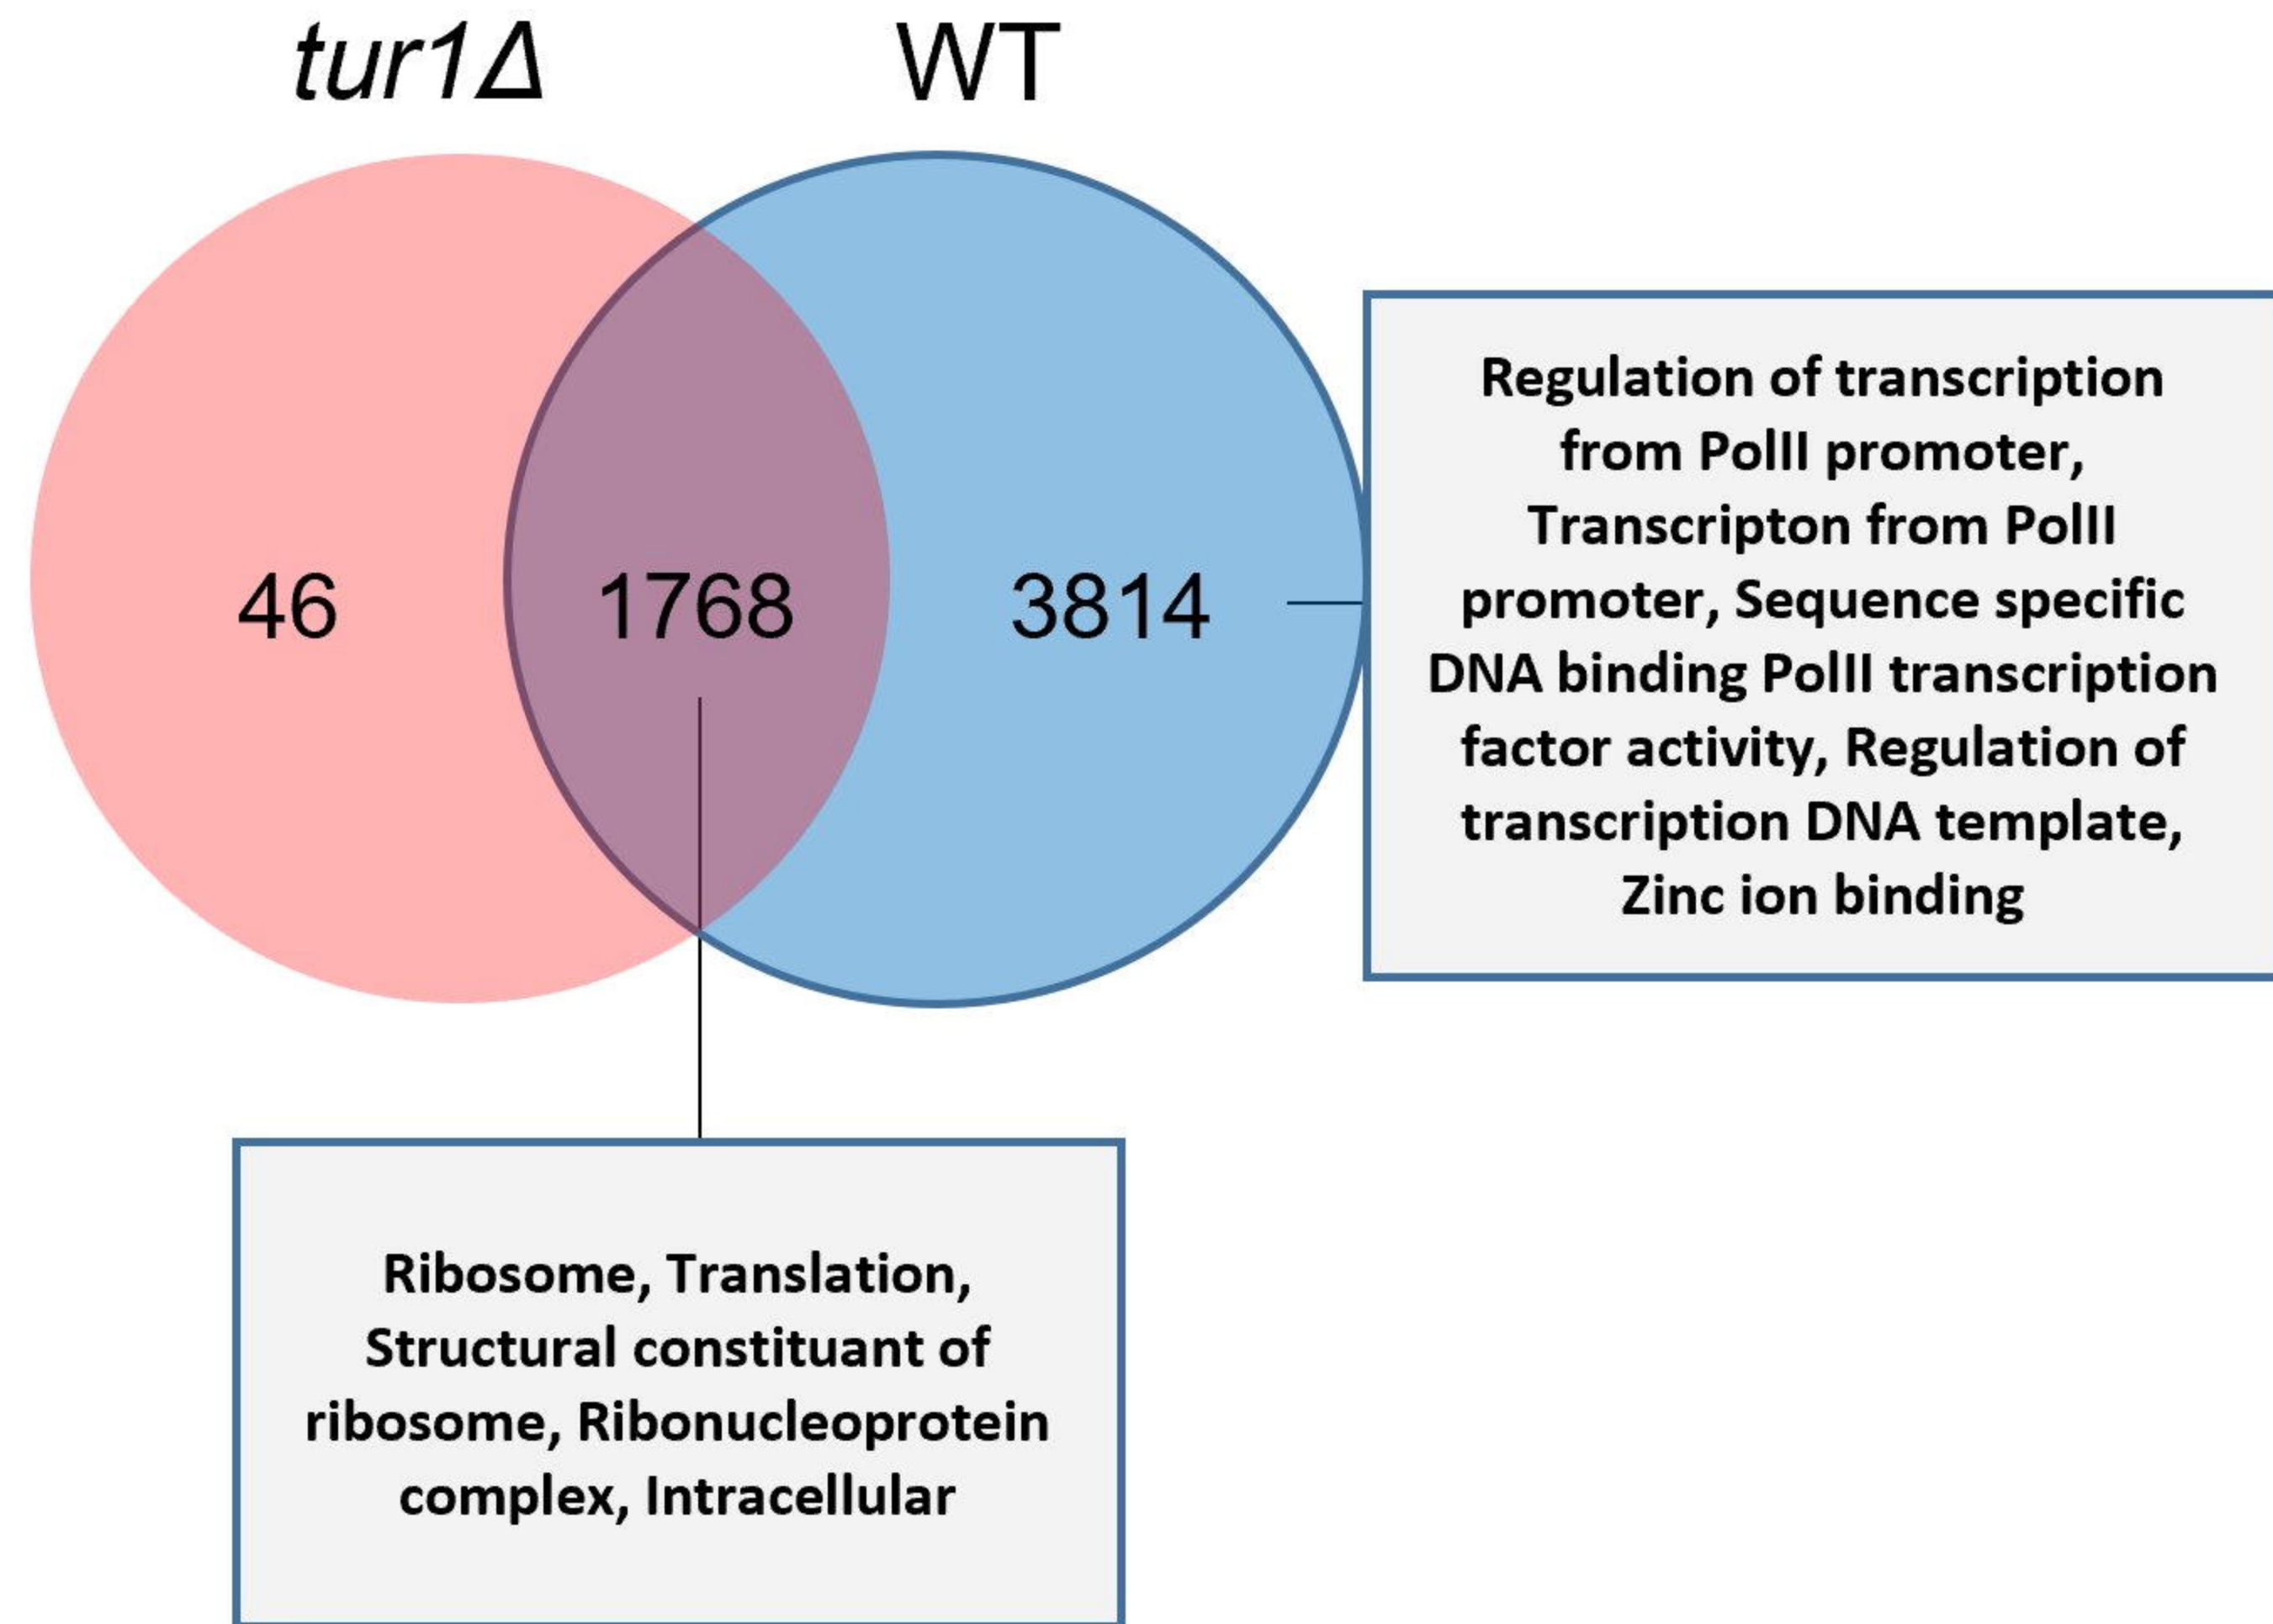 tur1Δ
WT
46
1768
3814
Regulation of transcription
from PolII promoter,
Transcripton from PolII
promoter, Sequence specific
DNA binding PolII transcription
factor activity, Regulation of
transcription DNA template,
Zinc ion binding
Ribosome, Translation,
Structural constituant of
ribosome, Ribonucleoprotein
complex, Intracellular